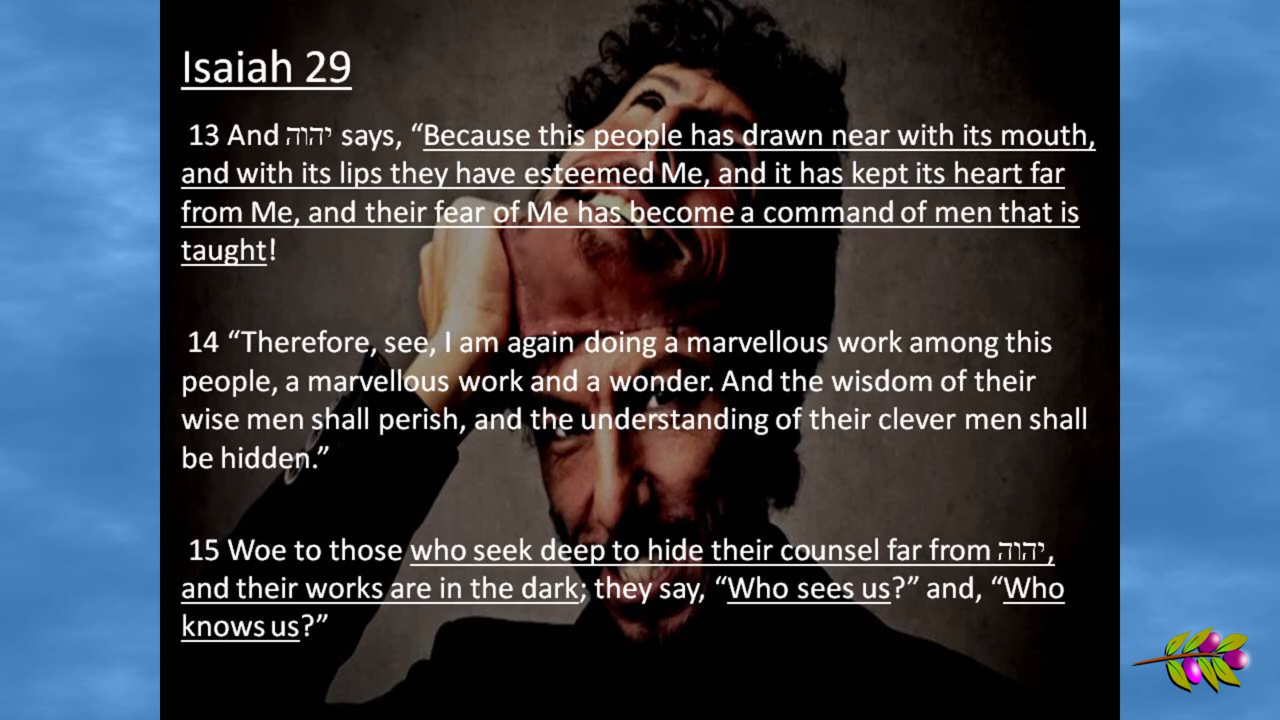 Isaiah 29
13 And יהוה says, “Because this people has drawn near with its mouth,
and with its lips they have esteemed Me, and it has kept its heart far
from Me, and their fear of Me has become a command of men that is
taught!
14 “Therefore, see, I am again doing a marvellous work among this
people, a marvellous work and a wonder. And the wisdom of their
wise men shall perish, and the understanding of their clever men shall
be hidden.”
15 Woe to those who seek deep to hide their counsel far from יהוה,
and their works are in the dark; they say, “Who sees us?” and, “Who
knows us?”